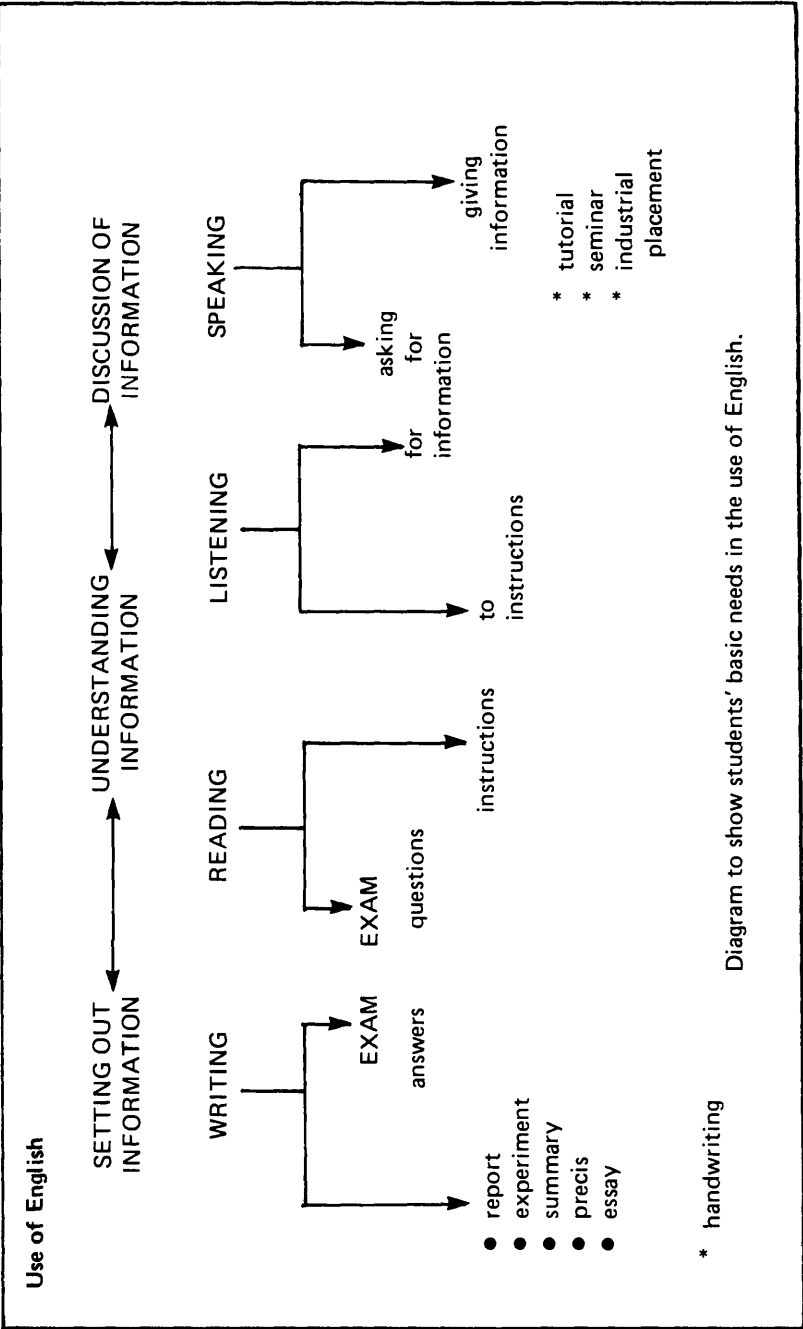 Use of English
SETTING OUT
INFORMATION
UNDERSTANDING
INFORMATION
DISCUSSION OF
INFORMATION
WRITING
READING
LISTENING
SPEAKING
EXAM
answers
● report
● experiment
● summary
● precis
● essay
EXAM
questions
instructions
to
instructions
for
information
asking
for
information
giving
information
* tutorial
* seminar
* industrial
placement
* handwriting
Diagram to show students' basic needs in the use of English.